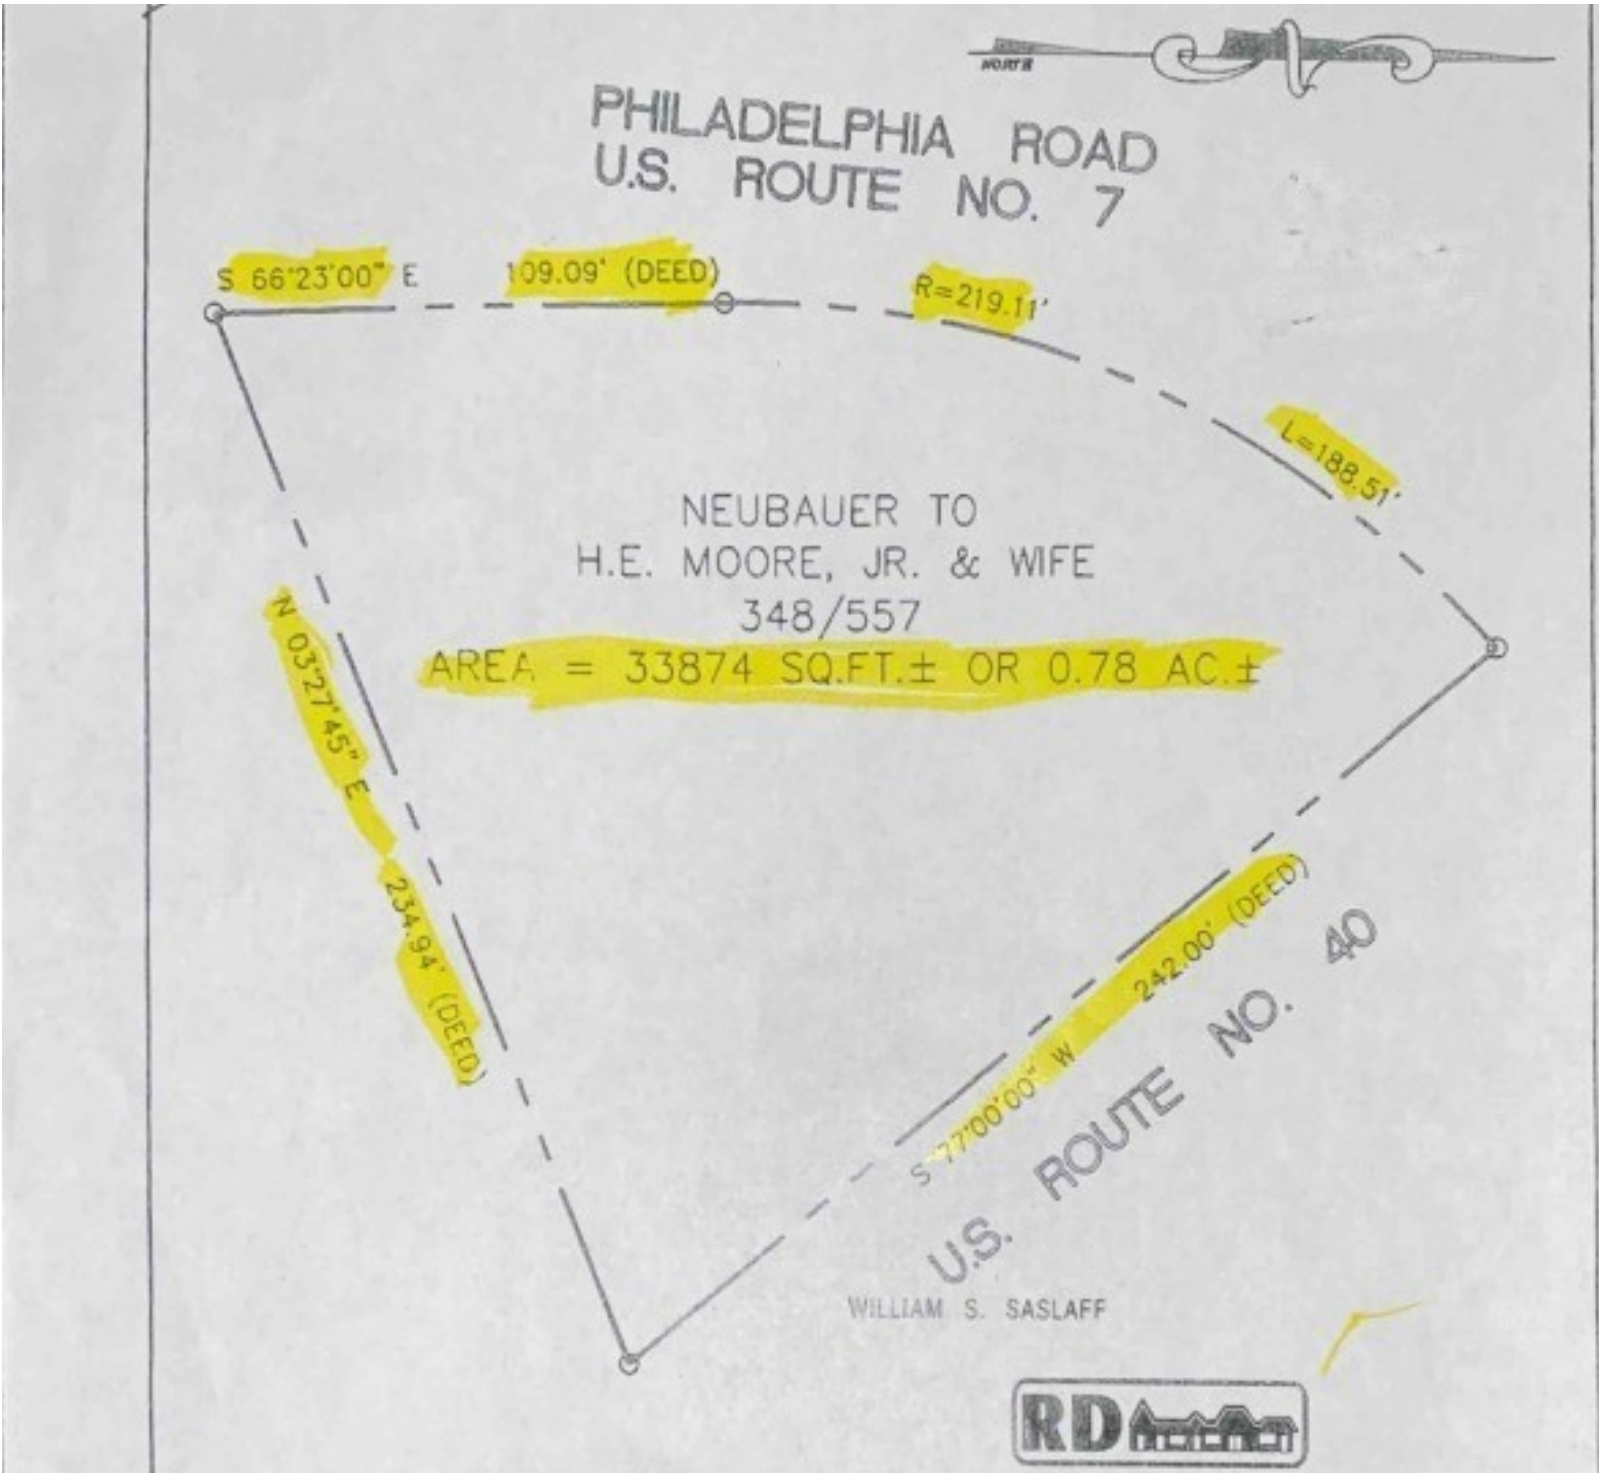 NORTH
PHILADELPHIA ROAD
U.S. ROUTE NO. 7
S 66°23'00" E 109.09' (DEED)
R=219.11'
L=188.51'
NEUBAUER TO
H.E. MOORE, JR. & WIFE
348/557
AREA = 33874 SQ.FT.± OR 0.78 AC.±
N 03°27'45" E 234.94' (DEED)
S 77°00'00" W 242.00' (DEED)
U.S. ROUTE NO. 40
WILLIAM S. SASLAFF
RD